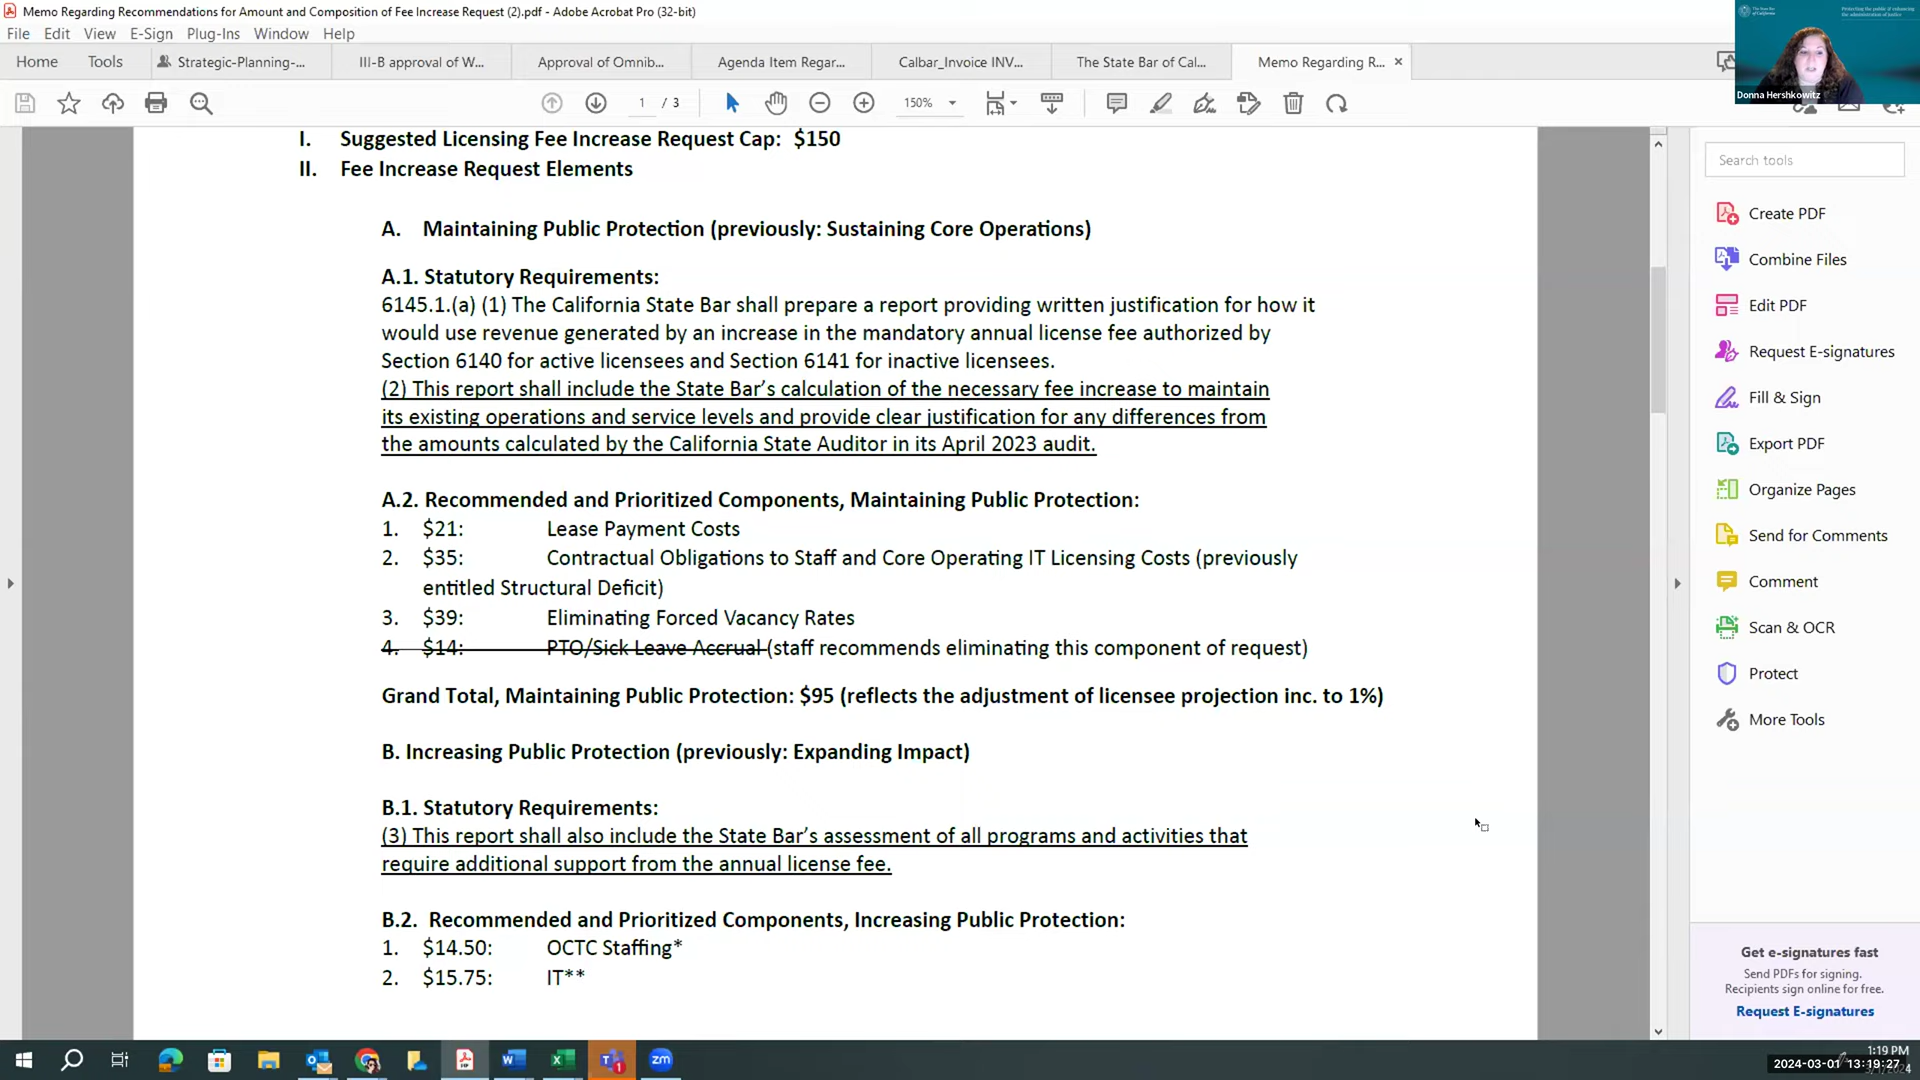 Memo Regarding Recommendations for Amount and Composition of Fee Increase Request (2).pdf - Adobe Acrobat Pro (32-bit)
File Edit View E-Sign Plug-Ins Window Help
Home Tools Strategic-Planning-... III-B approval of W... Approval of Omnib... Agenda Item Regar... Calbar_Invoice INV... The State Bar of Cal... Memo Regarding R... ×
1 / 3 150%
Donna Hershkowitz
I. Suggested Licensing Fee Increase Request Cap: $150
II. Fee Increase Request Elements
A. Maintaining Public Protection (previously: Sustaining Core Operations)
A.1. Statutory Requirements:
6145.1.(a) (1) The California State Bar shall prepare a report providing written justification for how it
would use revenue generated by an increase in the mandatory annual license fee authorized by
Section 6140 for active licensees and Section 6141 for inactive licensees.
(2) This report shall include the State Bar’s calculation of the necessary fee increase to maintain
its existing operations and service levels and provide clear justification for any differences from
the amounts calculated by the California State Auditor in its April 2023 audit.
A.2. Recommended and Prioritized Components, Maintaining Public Protection:
1. $21: Lease Payment Costs
2. $35: Contractual Obligations to Staff and Core Operating IT Licensing Costs (previously
entitled Structural Deficit)
3. $39: Eliminating Forced Vacancy Rates
4. $14: PTO/Sick Leave Accrual (staff recommends eliminating this component of request)
Grand Total, Maintaining Public Protection: $95 (reflects the adjustment of licensee projection inc. to 1%)
B. Increasing Public Protection (previously: Expanding Impact)
B.1. Statutory Requirements:
(3) This report shall also include the State Bar’s assessment of all programs and activities that
require additional support from the annual license fee.
B.2. Recommended and Prioritized Components, Increasing Public Protection:
1. $14.50: OCTC Staffing*
2. $15.75: IT**
Search tools
Create PDF
Combine Files
Edit PDF
Request E-signatures
Fill & Sign
Export PDF
Organize Pages
Send for Comments
Comment
Scan & OCR
Protect
More Tools
Get e-signatures fast
Send PDFs for signing.
Recipients sign online for free.
Request E-signatures
1:19 PM
2024-03-01 13:19:27